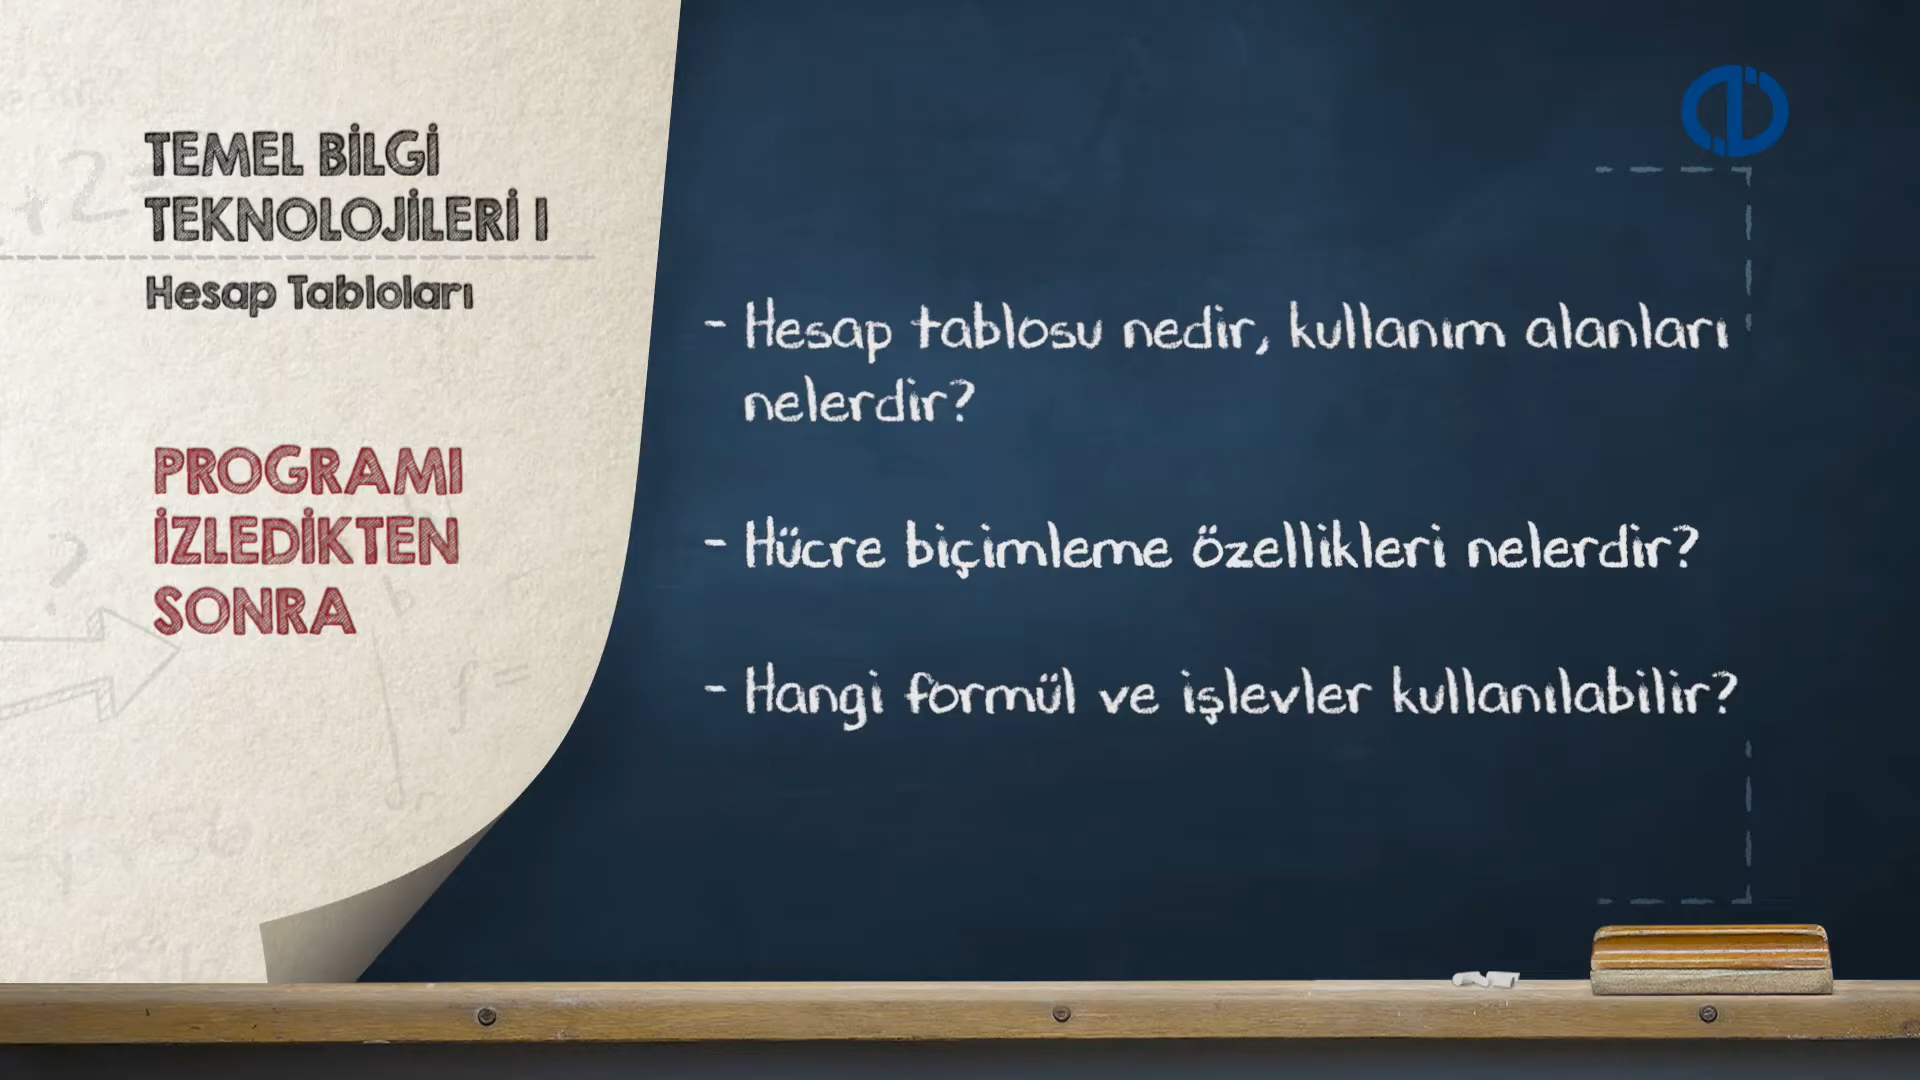 TEMEL BİLGİ
TEKNOLOJİLERİ I
Hesap Tabloları
PROGRAMI
İZLEDİKTEN
SONRA
- Hesap tablosu nedir, kullanım alanları
nelerdir?
- Hücre biçimleme özellikleri nelerdir?
- Hangi formül ve işlevler kullanılabilir?